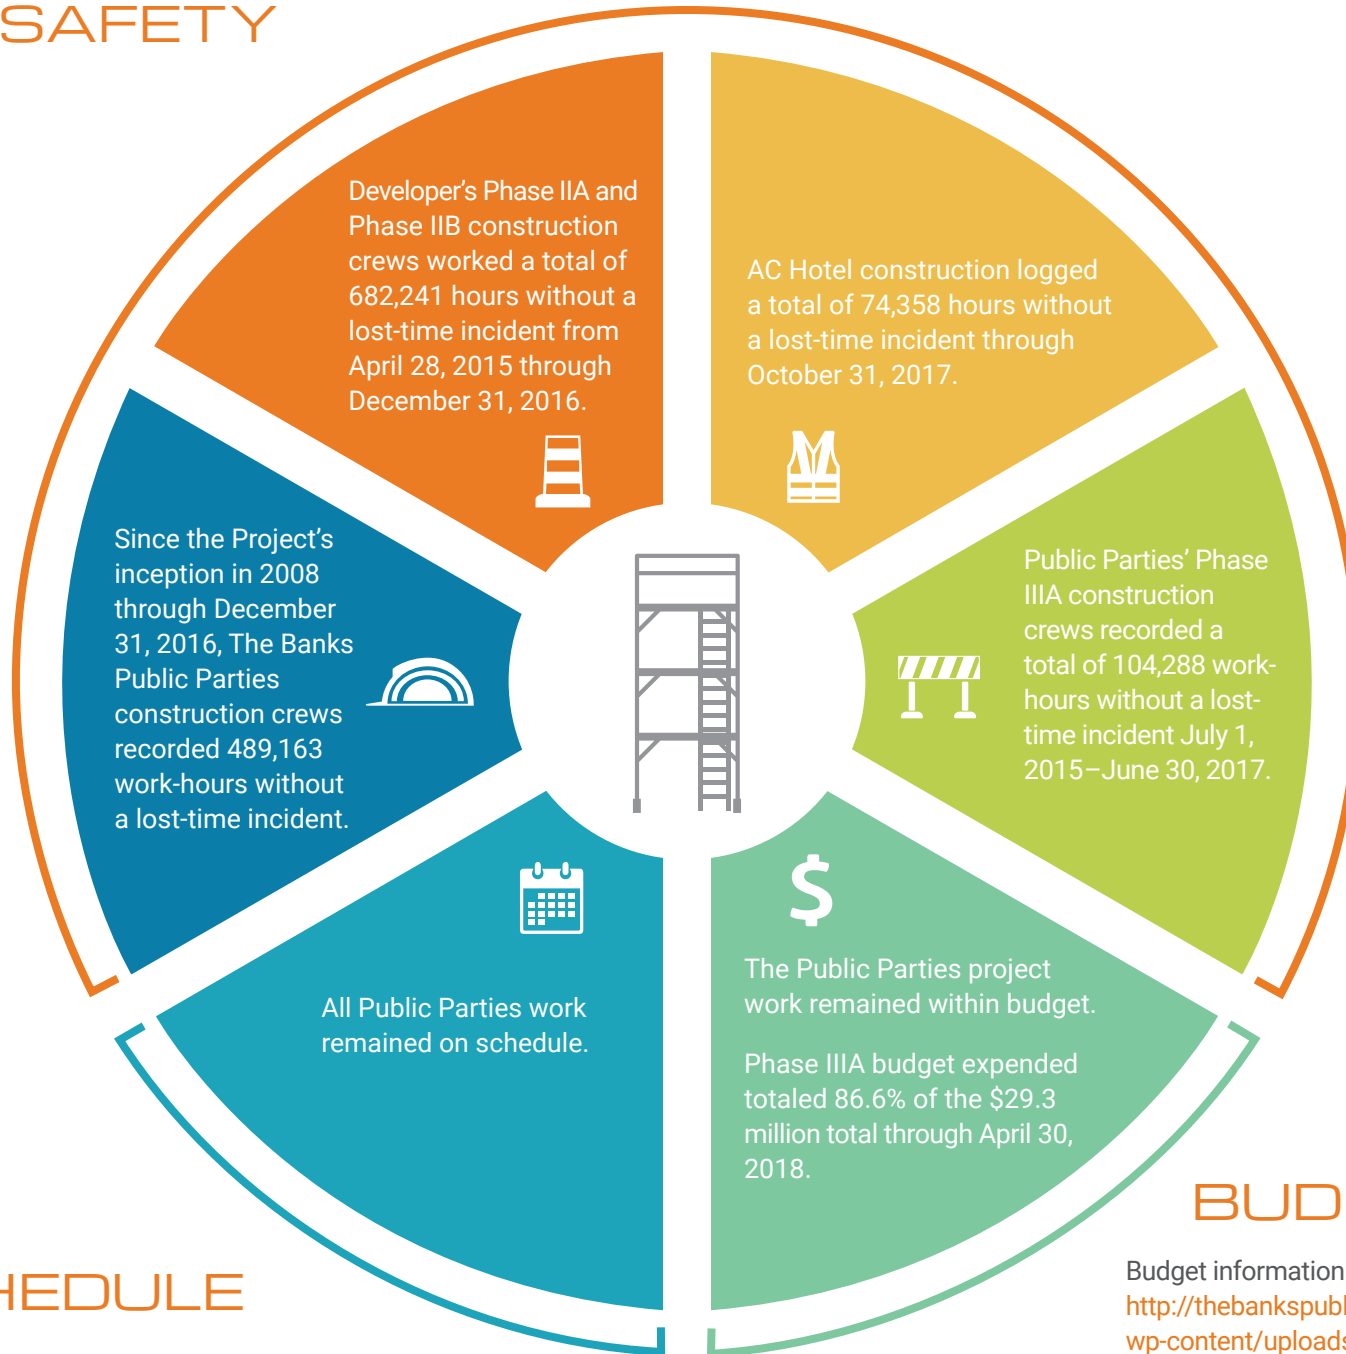 SAFETY
Developer's Phase IIA and
Phase IIB construction
crews worked a total of
682,241 hours without a
lost-time incident from
April 28, 2015 through
December 31, 2016.
AC Hotel construction logged
a total of 74,358 hours without
a lost-time incident through
October 31, 2017.
Since the Project's
inception in 2008
through December
31, 2016, The Banks
Public Parties
construction crews
recorded 489,163
work-hours without
a lost-time incident.
Public Parties' Phase
IIIA construction
crews recorded a
total of 104,288 work-
hours without a lost-
time incident July 1,
2015–June 30, 2017.
All Public Parties work
remained on schedule.
$
The Public Parties project
work remained within budget.
Phase IIIA budget expended
totaled 86.6% of the $29.3
million total through April 30,
2018.
HEDULE
BUD
Budget information
http://thebankspubl
wp-content/uploads